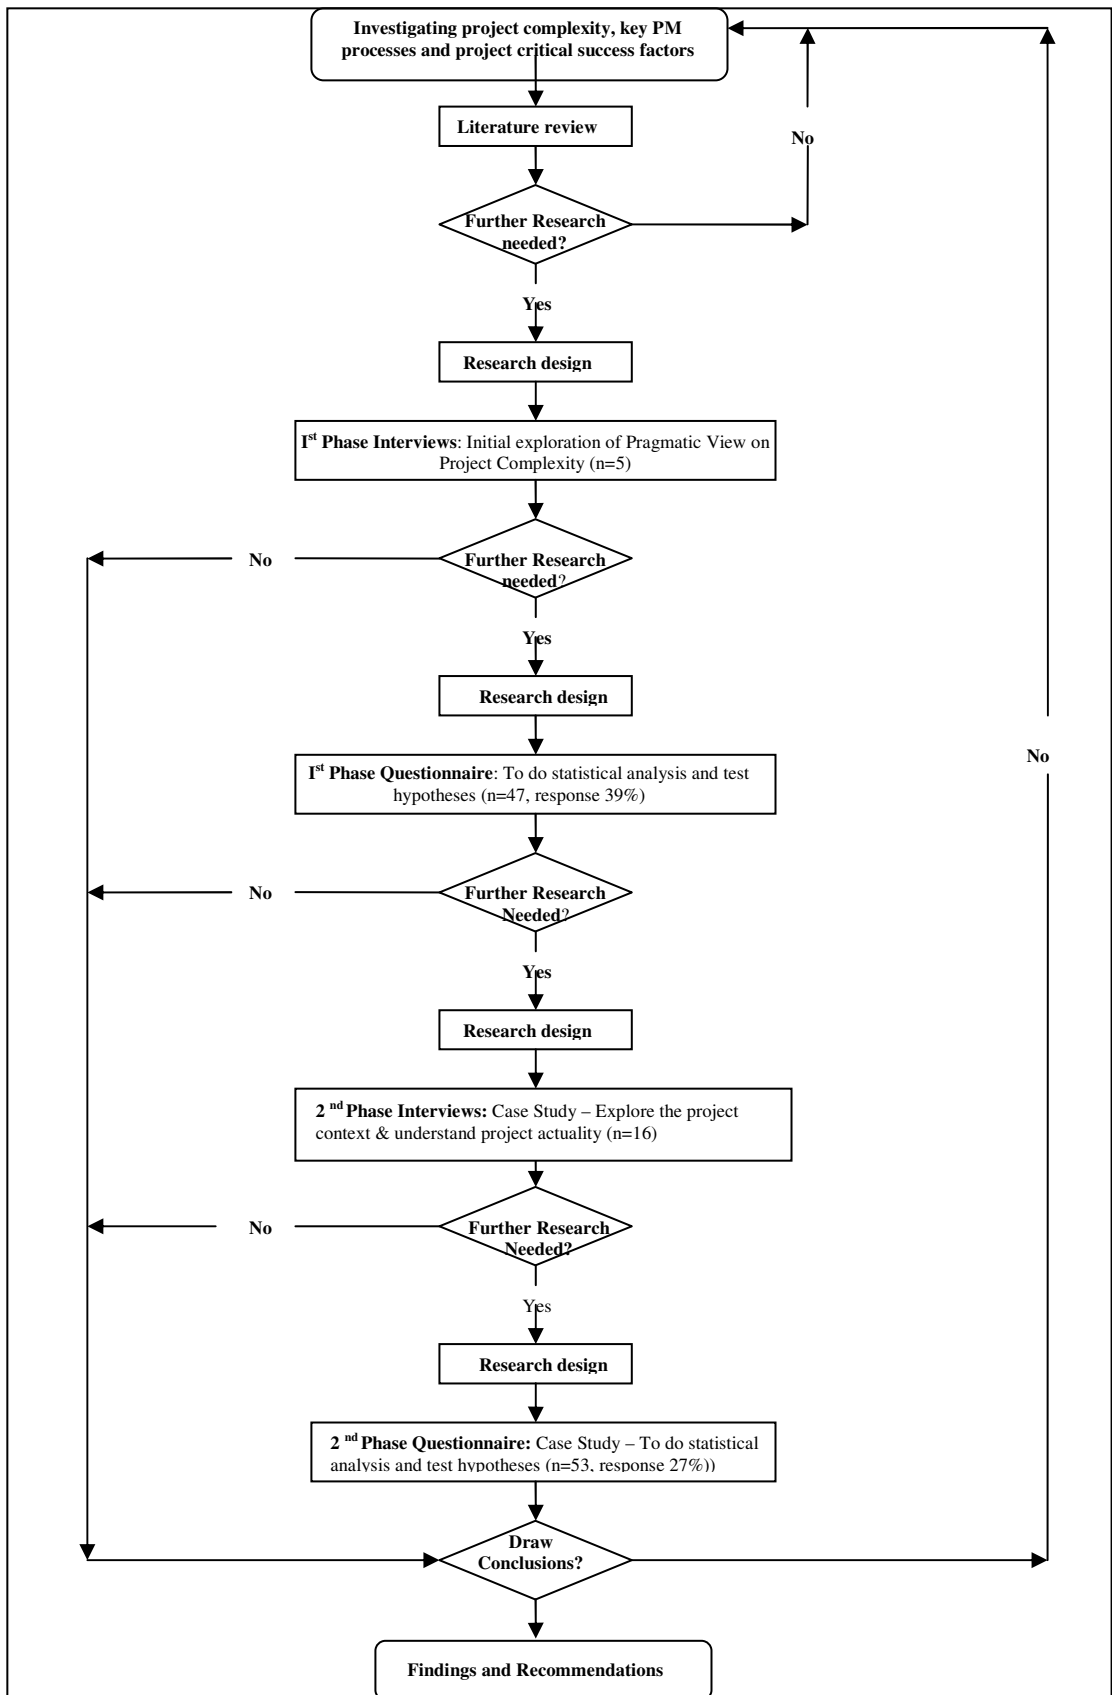 Investigating project complexity, key PM
processes and project critical success factors
Literature review
No
Further Research
needed?
Yes
Research design
Ist Phase Interviews: Initial exploration of Pragmatic View on
Project Complexity (n=5)
No
Further Research
needed?
Yes
Research design
Ist Phase Questionnaire: To do statistical analysis and test
hypotheses (n=47, response 39%)
No
No
Further Research
Needed?
Yes
Research design
2 nd Phase Interviews: Case Study – Explore the project
context & understand project actuality (n=16)
No
Further Research
Needed?
Yes
Research design
2 nd Phase Questionnaire: Case Study – To do statistical
analysis and test hypotheses (n=53, response 27%))
Draw
Conclusions?
Findings and Recommendations